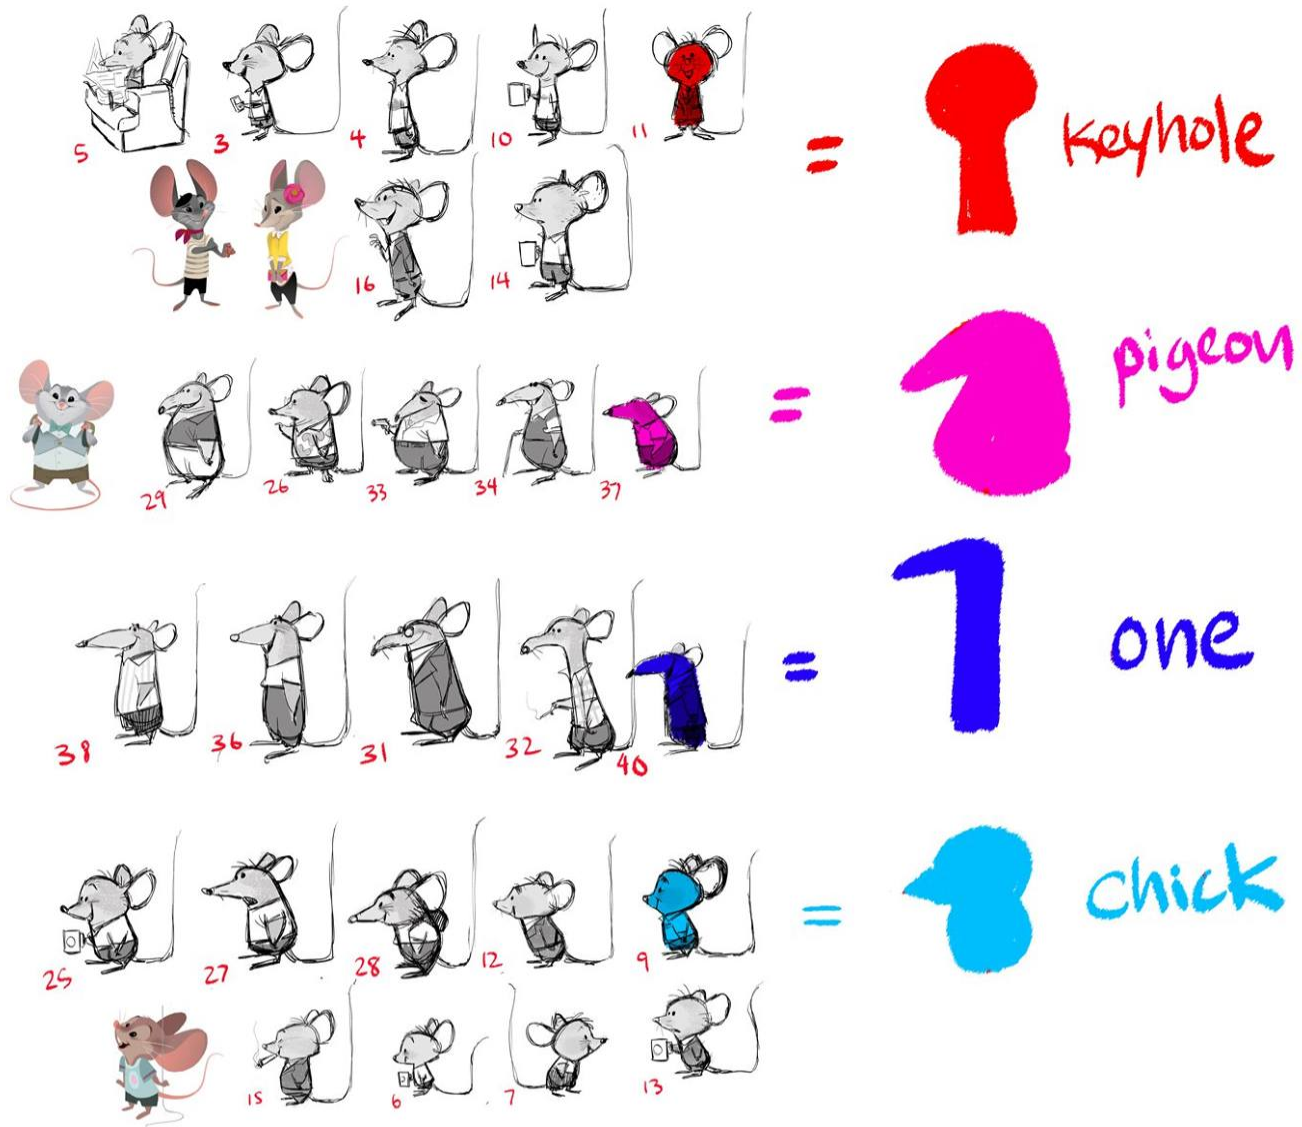 5 3 4 10 11
= keyhole
16 14
= pigeon
29 26 33 34 37
= one
38 36 31 32 40
= chick
25 27 28 12 9
15 6 7 13